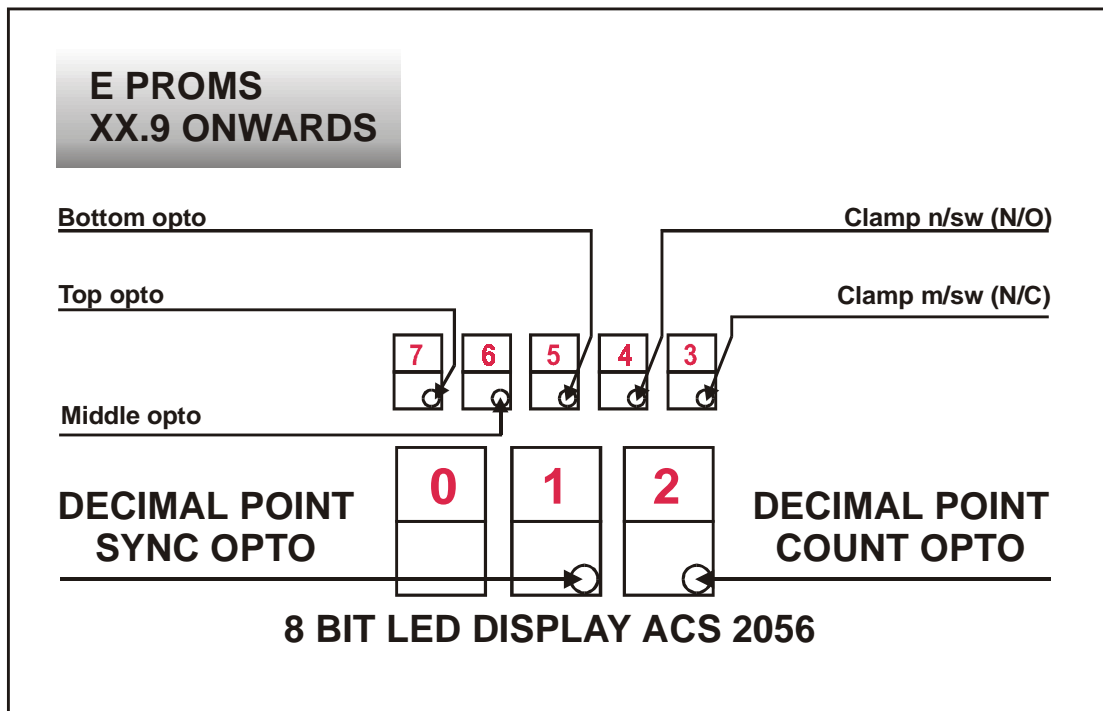 E PROMS
XX.9 ONWARDS
Bottom opto
Clamp n/sw (N/O)
Top opto
Clamp m/sw (N/C)
7 6 5 4 3
Middle opto
0 1 2
DECIMAL POINT
SYNC OPTO
DECIMAL POINT
COUNT OPTO
8 BIT LED DISPLAY ACS 2056